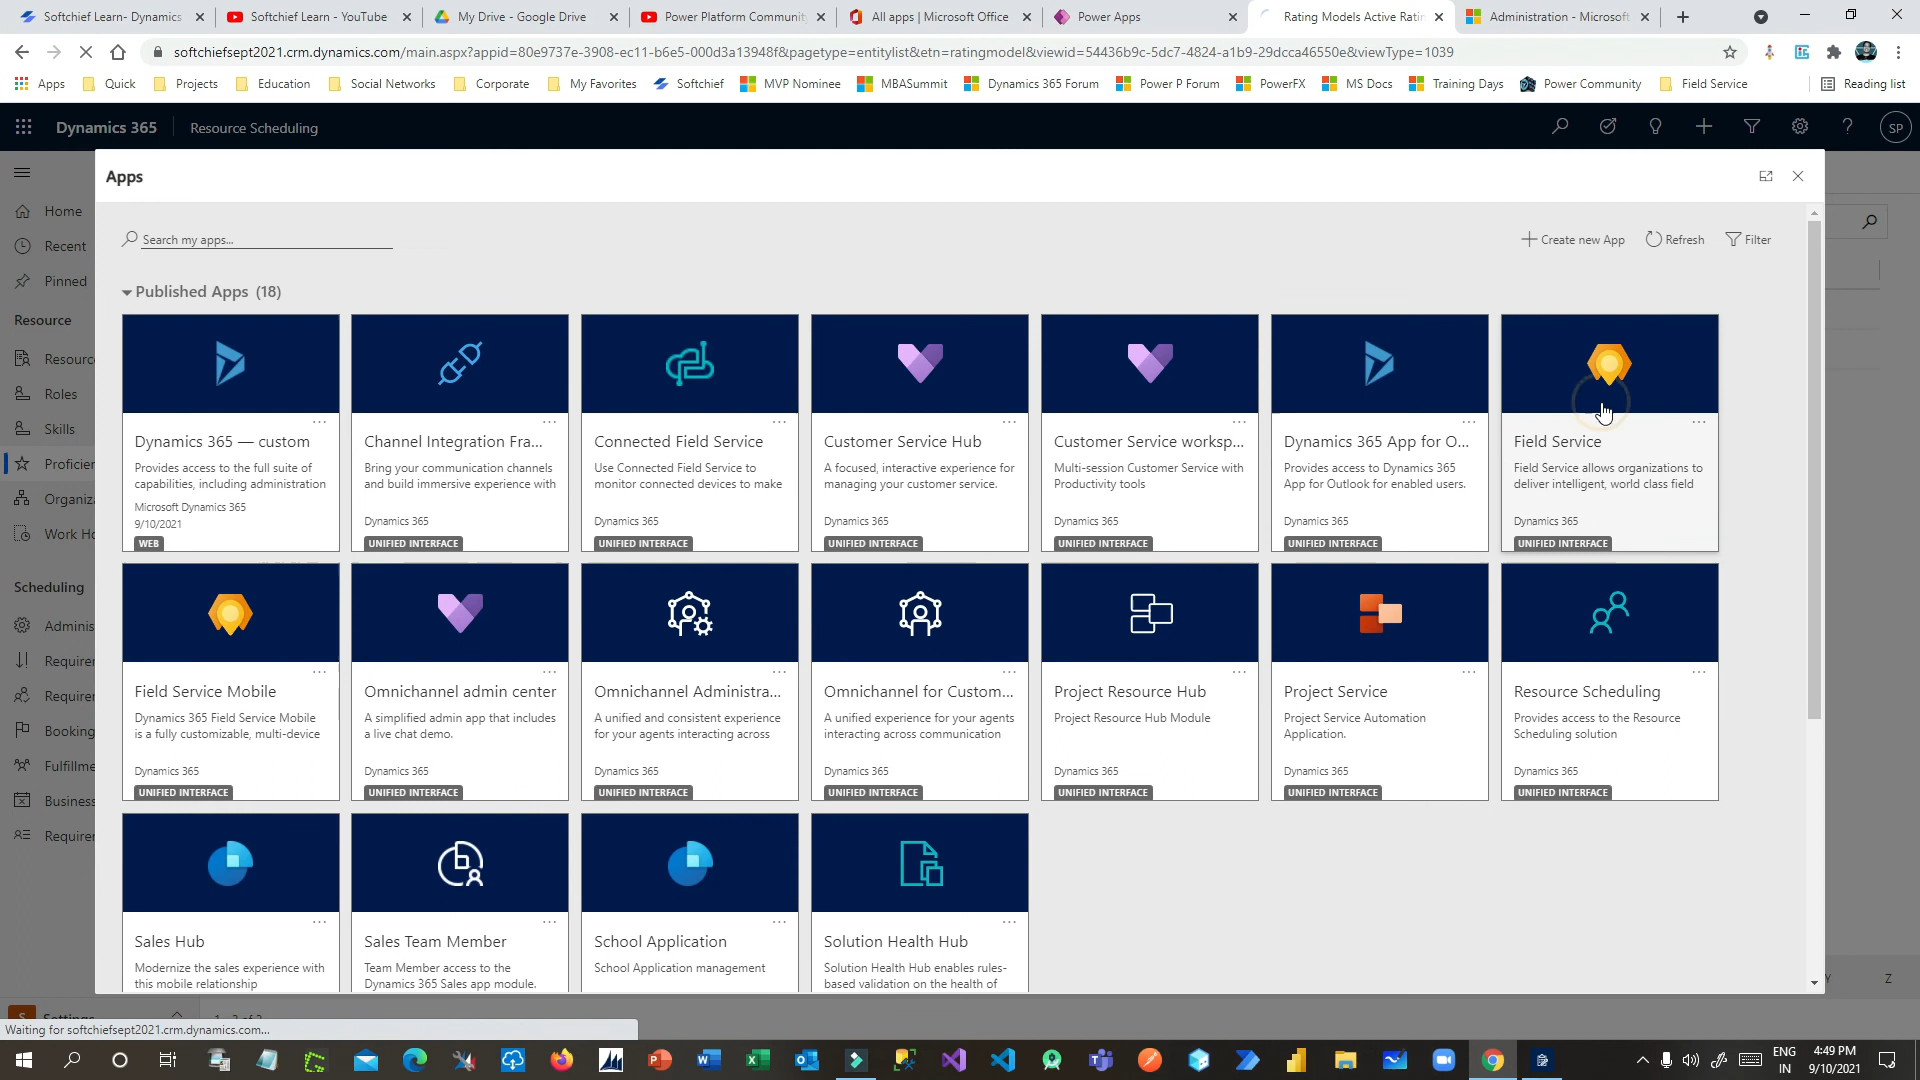 Softchief Learn- Dynamics
Softchief Learn - YouTube
My Drive - Google Drive
Power Platform Communit
All apps | Microsoft Office
Power Apps
Rating Models Active Ratin
Administration - Microsoft
softchiefsept2021.crm.dynamics.com/main.aspx?appid=80e9737e-3908-ec11-b6e5-000d3a13948f&pagetype=entitylist&etn=ratingmodel&viewid=54436b9c-5dc7-4824-a1b9-29dcca46550e&viewType=1039
Apps
Quick
Projects
Education
Social Networks
Corporate
My Favorites
Softchief
MVP Nominee
MBASummit
Dynamics 365 Forum
Power P Forum
PowerFX
MS Docs
Training Days
Power Community
Field Service
Reading list
Dynamics 365
Resource Scheduling
SP
Home
Recent
Pinned
Resource
Resourc
Roles
Skills
Proficien
Organiza
Work Ho
Scheduling
Adminis
Requirer
Requirer
Booking
Fulfillme
Business
Requirer
S
Settings
1 - 3 of 3
Y
Z
Apps
Search my apps...
Create new App
Refresh
Filter
Published Apps (18)
Dynamics 365 — custom
Provides access to the full suite of
capabilities, including administration
Microsoft Dynamics 365
9/10/2021
WEB
Channel Integration Fra...
Bring your communication channels
and build immersive experience with
Dynamics 365
UNIFIED INTERFACE
Connected Field Service
Use Connected Field Service to
monitor connected devices to make
Dynamics 365
UNIFIED INTERFACE
Customer Service Hub
A focused, interactive experience for
managing your customer service.
Dynamics 365
UNIFIED INTERFACE
Customer Service worksp...
Multi-session Customer Service with
Productivity tools
Dynamics 365
UNIFIED INTERFACE
Dynamics 365 App for O...
Provides access to Dynamics 365
App for Outlook for enabled users.
Dynamics 365
UNIFIED INTERFACE
Field Service
Field Service allows organizations to
deliver intelligent, world class field
Dynamics 365
UNIFIED INTERFACE
Field Service Mobile
Dynamics 365 Field Service Mobile
is a fully customizable, multi-device
Dynamics 365
UNIFIED INTERFACE
Omnichannel admin center
A simplified admin app that includes
a live chat demo.
Dynamics 365
UNIFIED INTERFACE
Omnichannel Administra...
A unified and consistent experience
for your agents interacting across
Dynamics 365
UNIFIED INTERFACE
Omnichannel for Custom...
A unified experience for your agents
interacting across communication
Dynamics 365
UNIFIED INTERFACE
Project Resource Hub
Project Resource Hub Module
Dynamics 365
UNIFIED INTERFACE
Project Service
Project Service Automation
Application.
Dynamics 365
UNIFIED INTERFACE
Resource Scheduling
Provides access to the Resource
Scheduling solution
Dynamics 365
UNIFIED INTERFACE
Sales Hub
Modernize the sales experience with
this mobile relationship
Sales Team Member
Team Member access to the
Dynamics 365 Sales app module.
School Application
School Application management
Solution Health Hub
Solution Health Hub enables rules-
based validation on the health of
Waiting for softchiefsept2021.crm.dynamics.com...
ENG
IN
4:49 PM
9/10/2021